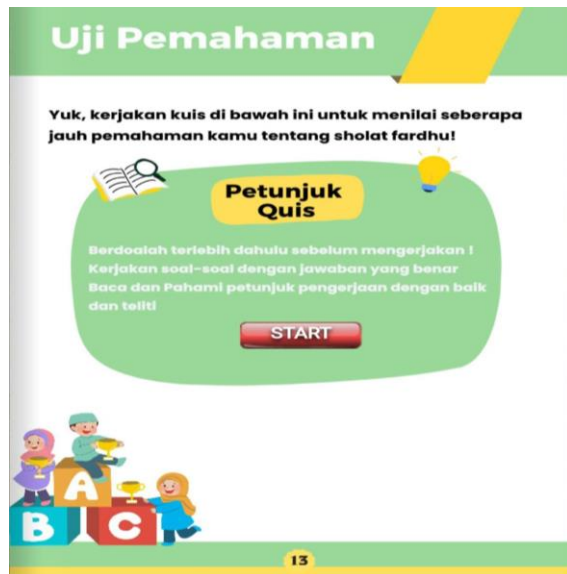 Uji Pemahaman
Yuk, kerjakan kuis di bawah ini untuk menilai seberapa
jauh pemahaman kamu tentang sholat fardhu!
Petunjuk
Quis
Berdoalah terlebih dahulu sebelum mengerjakan !
Kerjakan soal-soal dengan jawaban yang benar
Baca dan Pahami petunjuk pengerjaan dengan baik
dan teliti
START
A
B C
13